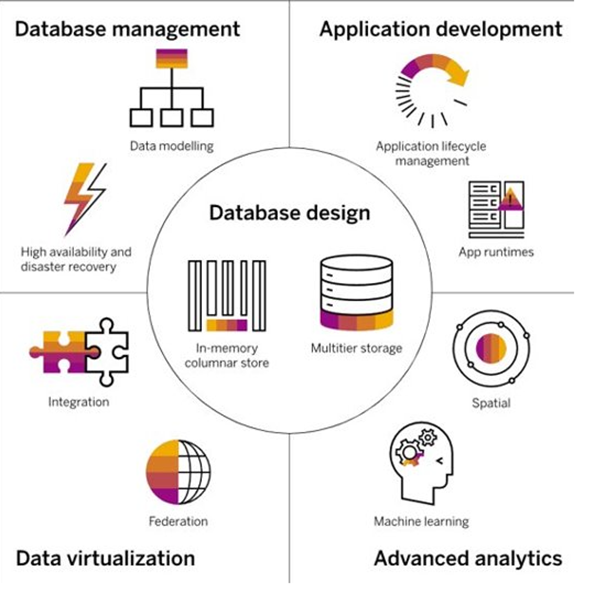 Database management
Application development
Data modelling
Application lifecycle
management
High availability and
disaster recovery
App runtimes
Database design
In-memory
columnar store
Multitier storage
Integration
Spatial
Federation
Machine learning
Data virtualization
Advanced analytics